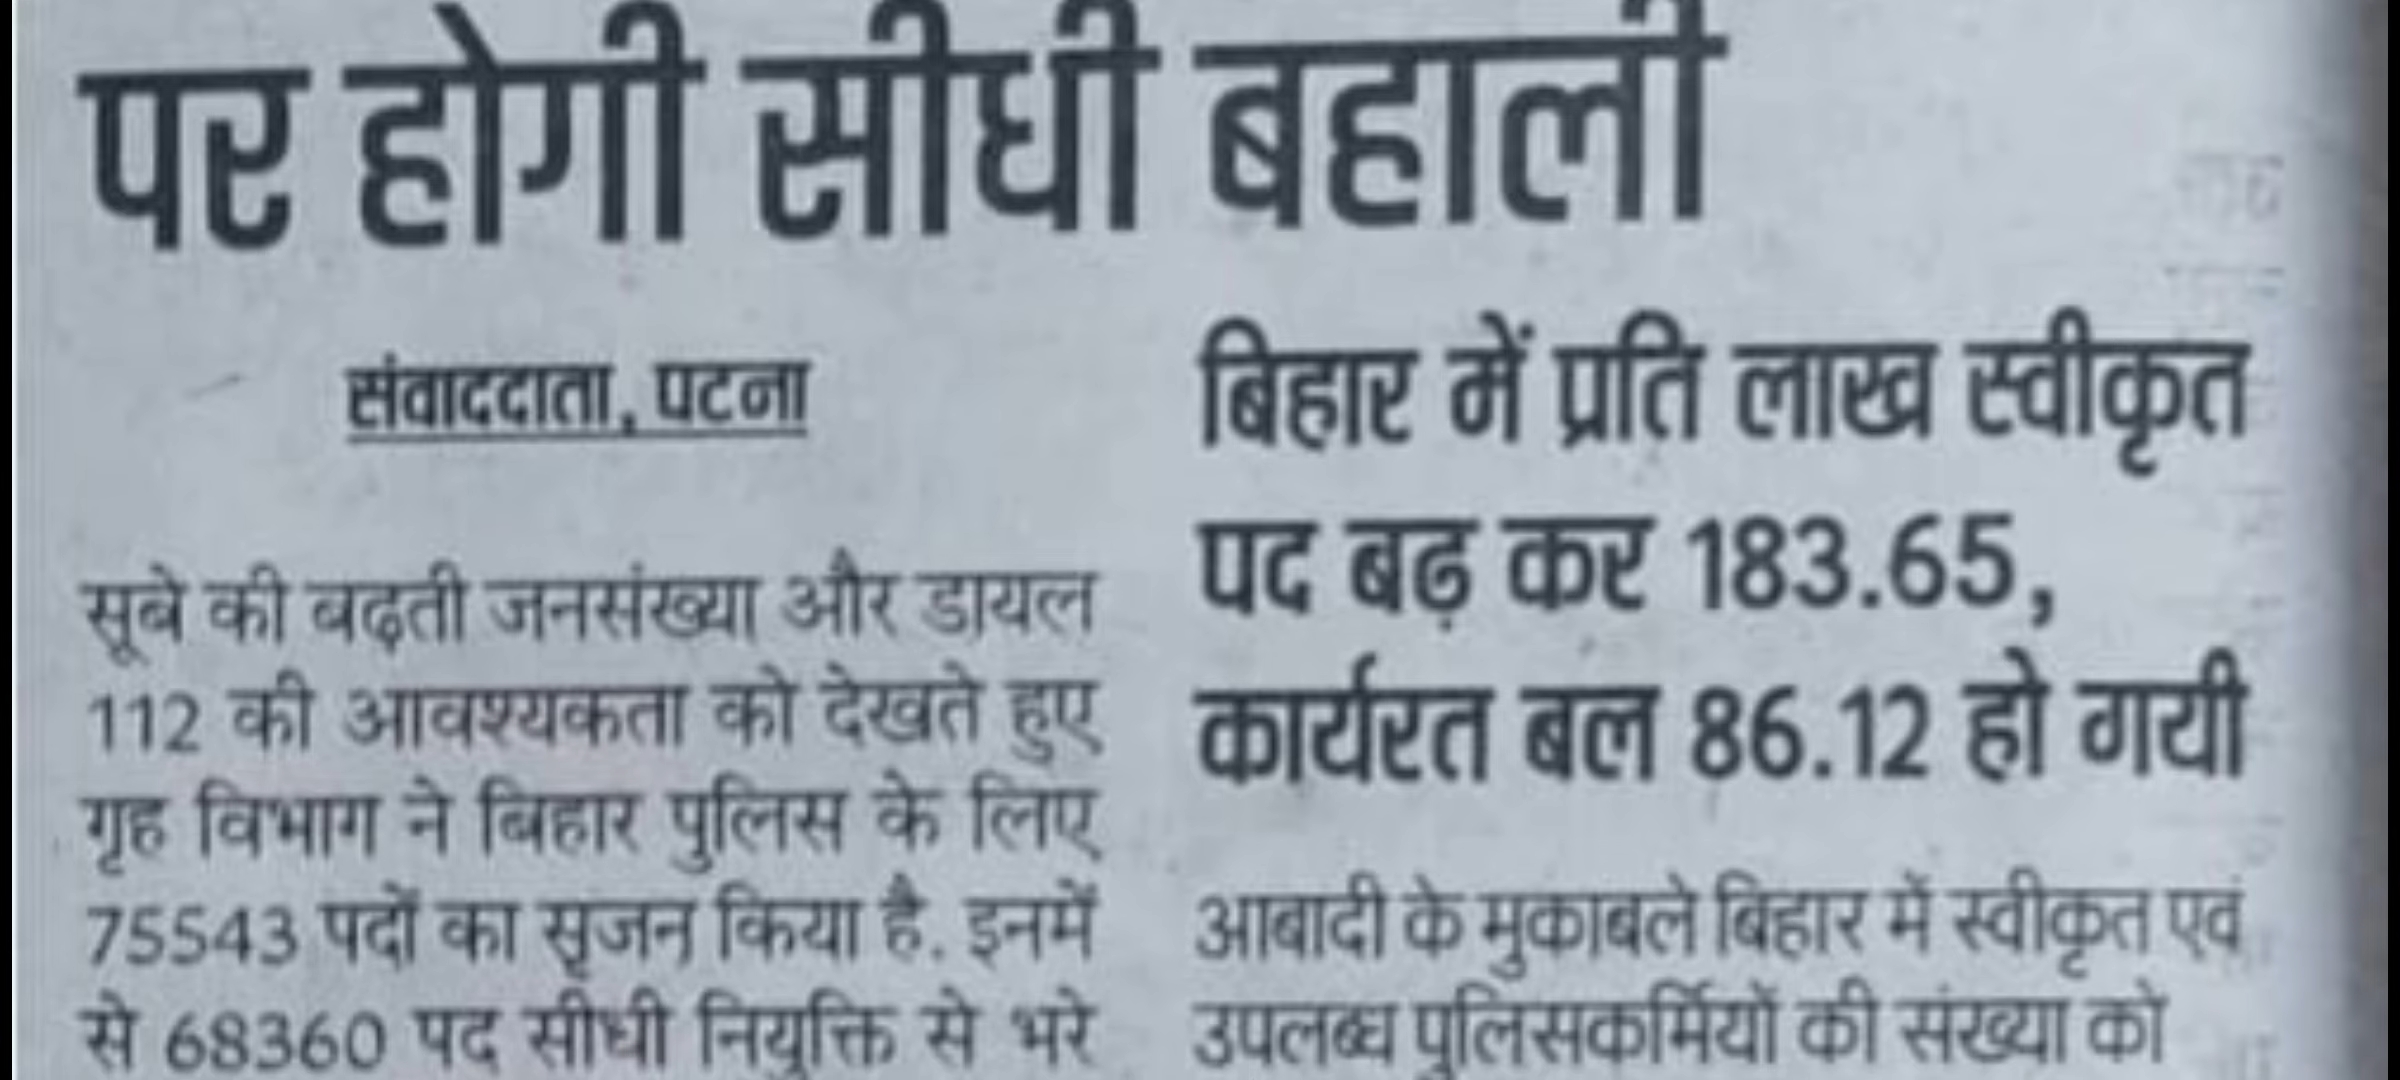 पर होगी सीधी बहाली
संवाददाता, पटना
सूबे की बढ़ती जनसंख्या और डायल
112 की आवश्यकता को देखते हुए
गृह विभाग ने बिहार पुलिस के लिए
75543 पदों का सृजन किया है. इनमें
से 68360 पद सीधी नियुक्ति से भरे
बिहार में प्रति लाख स्वीकृत
पद बढ़ कर 183.65,
कार्यरत बल 86.12 हो गयी
आबादी के मुकाबले बिहार में स्वीकृत एवं
उपलब्ध पुलिसकर्मियों की संख्या को